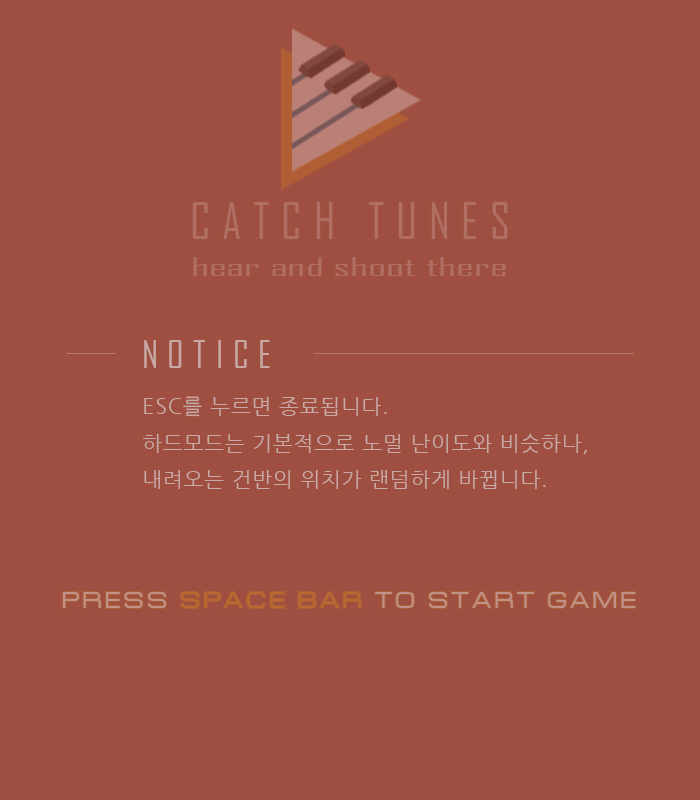 CATCH TUNES
hear and shoot there
NOTICE
ESC를 누르면 종료됩니다.
하드모드는 기본적으로 노멀 난이도와 비슷하나,
내려오는 건반의 위치가 랜덤하게 바뀝니다.
PRESS SPACE BAR TO START GAME